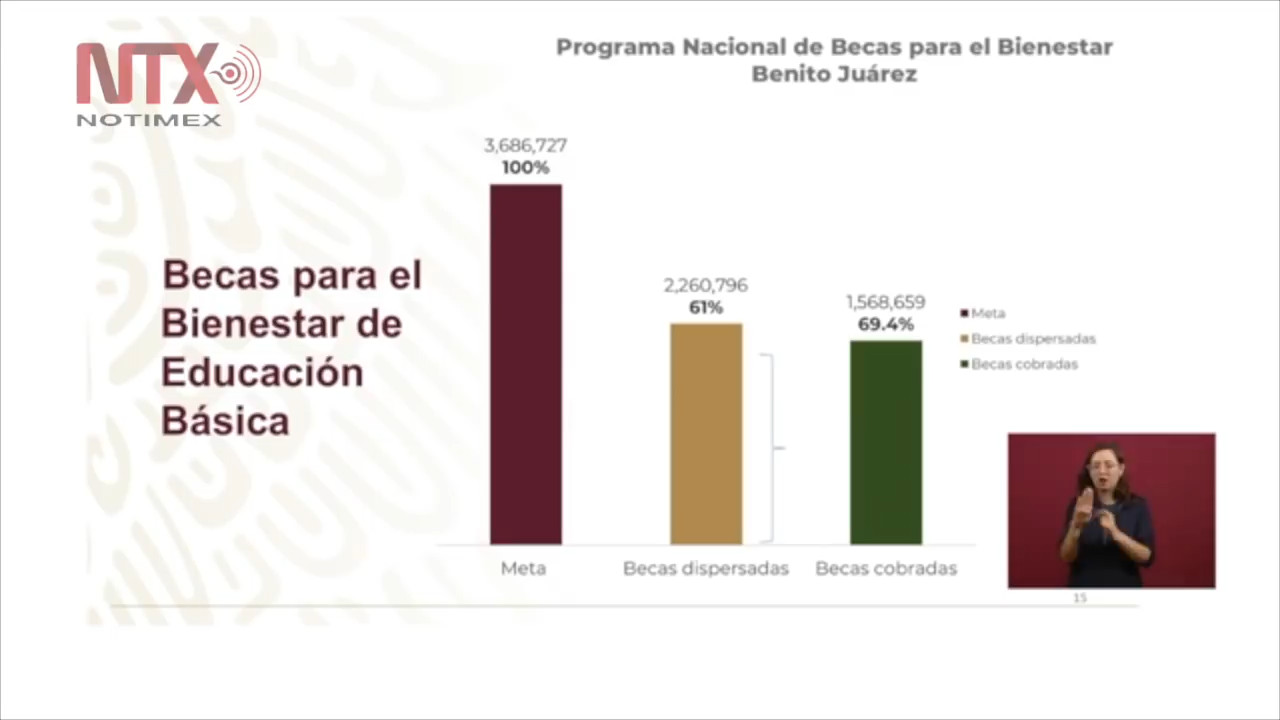 NTX
NOTIMEX
Programa Nacional de Becas para el Bienestar
Benito Juárez
Becas para el
Bienestar de
Educación
Básica
3,686,727
100%
2,260,796
61%
1,568,659
69.4%
Meta
Becas dispersadas
Becas cobradas
Meta
Becas dispersadas
Becas cobradas
15